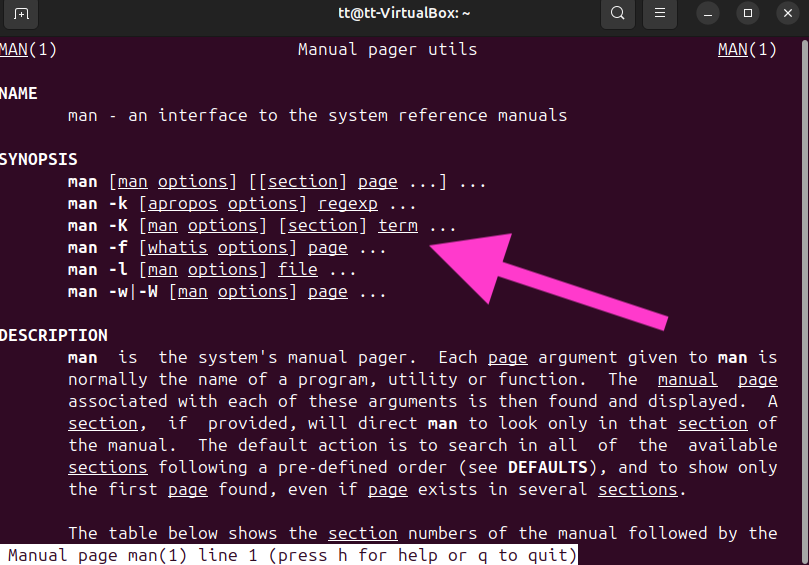 tt@tt-VirtualBox: ~
MAN(1) Manual pager utils MAN(1)
NAME
man - an interface to the system reference manuals
SYNOPSIS
man [man options] [[section] page ...] ...
man -k [apropos options] regexp ...
man -K [man options] [section] term ...
man -f [whatis options] page ...
man -l [man options] file ...
man -w|-W [man options] page ...
DESCRIPTION
man is the system's manual pager. Each page argument given to man is
normally the name of a program, utility or function. The manual page
associated with each of these arguments is then found and displayed. A
section, if provided, will direct man to look only in that section of
the manual. The default action is to search in all of the available
sections following a pre-defined order (see DEFAULTS), and to show only
the first page found, even if page exists in several sections.
The table below shows the section numbers of the manual followed by the
Manual page man(1) line 1 (press h for help or q to quit)